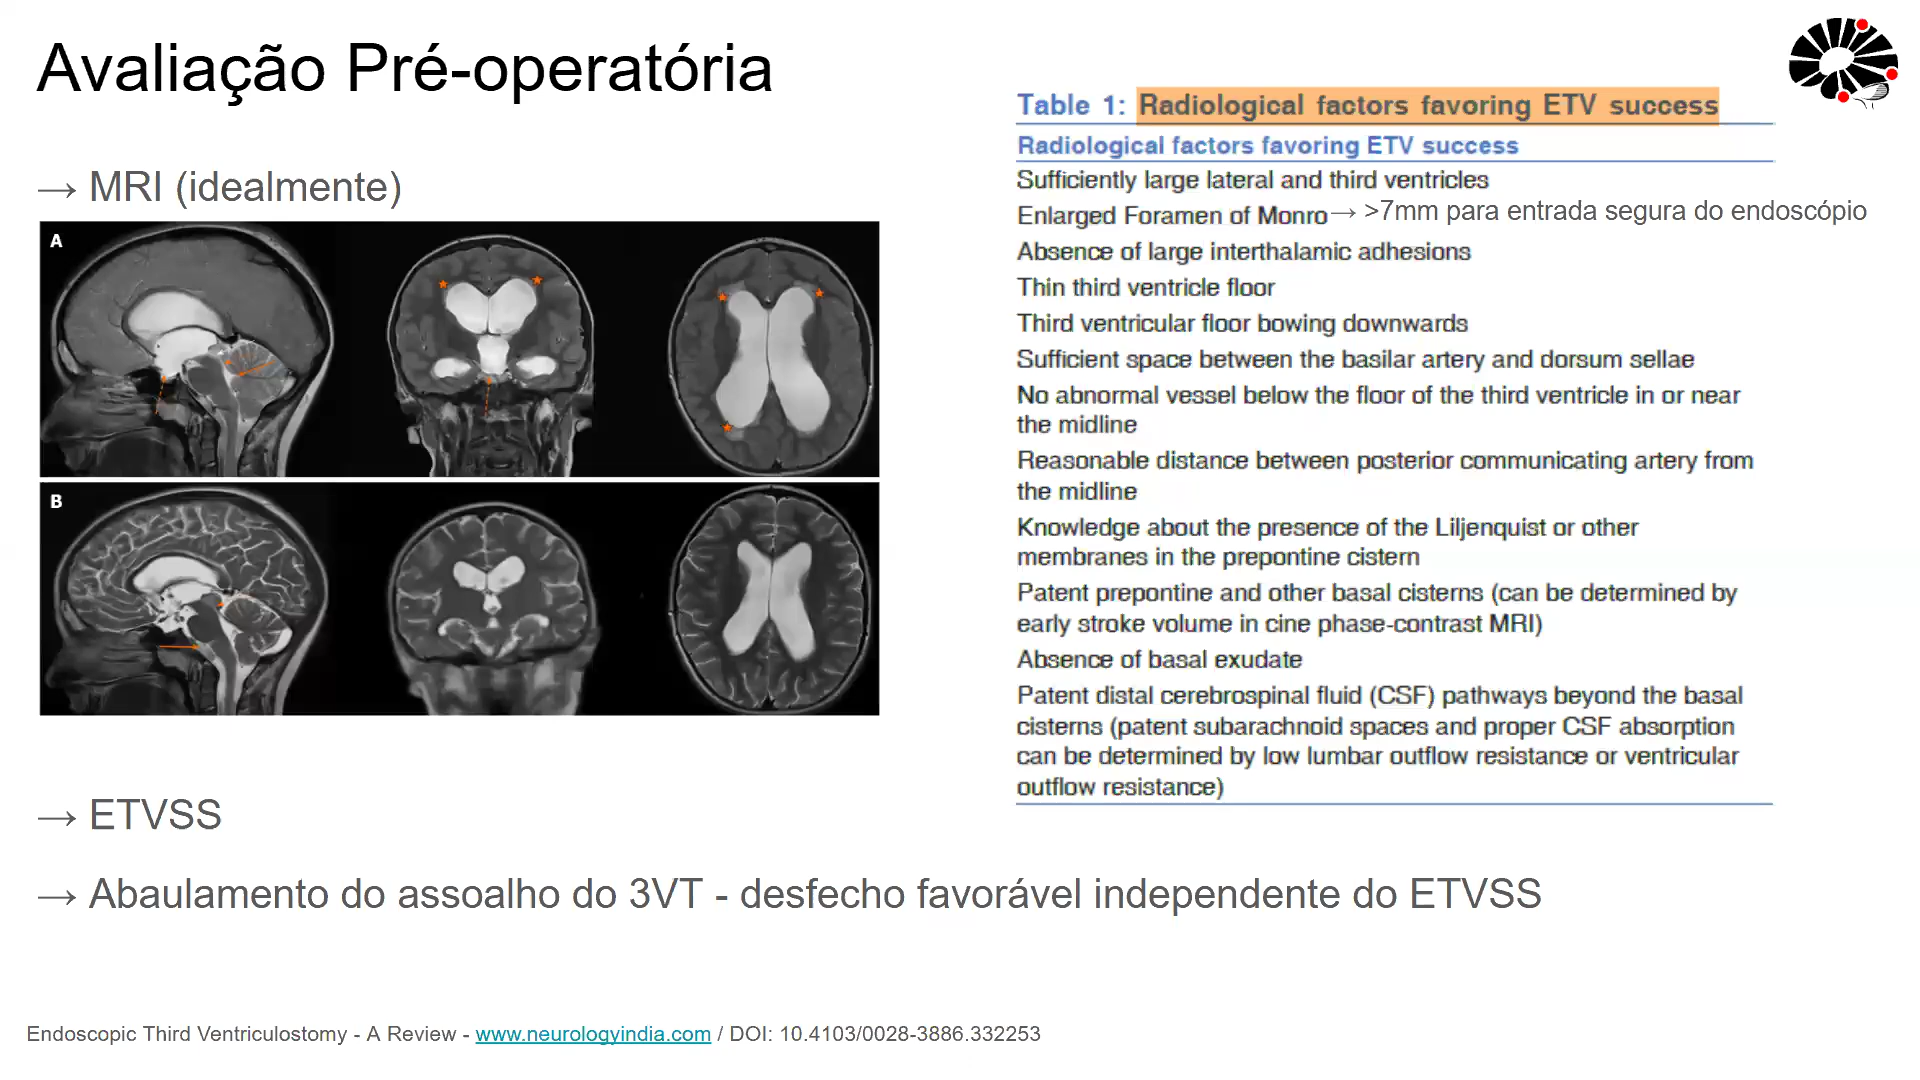 Avaliação Pré-operatória
→ MRI (idealmente)
A
B
→ ETVSS
→ Abaulamento do assoalho do 3VT - desfecho favorável independente do ETVSS
Table 1: Radiological factors favoring ETV success
Radiological factors favoring ETV success
Sufficiently large lateral and third ventricles
Enlarged Foramen of Monro → >7mm para entrada segura do endoscópio
Absence of large interthalamic adhesions
Thin third ventricle floor
Third ventricular floor bowing downwards
Sufficient space between the basilar artery and dorsum sellae
No abnormal vessel below the floor of the third ventricle in or near
the midline
Reasonable distance between posterior communicating artery from
the midline
Knowledge about the presence of the Liljenquist or other
membranes in the prepontine cistern
Patent prepontine and other basal cisterns (can be determined by
early stroke volume in cine phase-contrast MRI)
Absence of basal exudate
Patent distal cerebrospinal fluid (CSF) pathways beyond the basal
cisterns (patent subarachnoid spaces and proper CSF absorption
can be determined by low lumbar outflow resistance or ventricular
outflow resistance)
Endoscopic Third Ventriculostomy - A Review - www.neurologyindia.com / DOI: 10.4103/0028-3886.332253